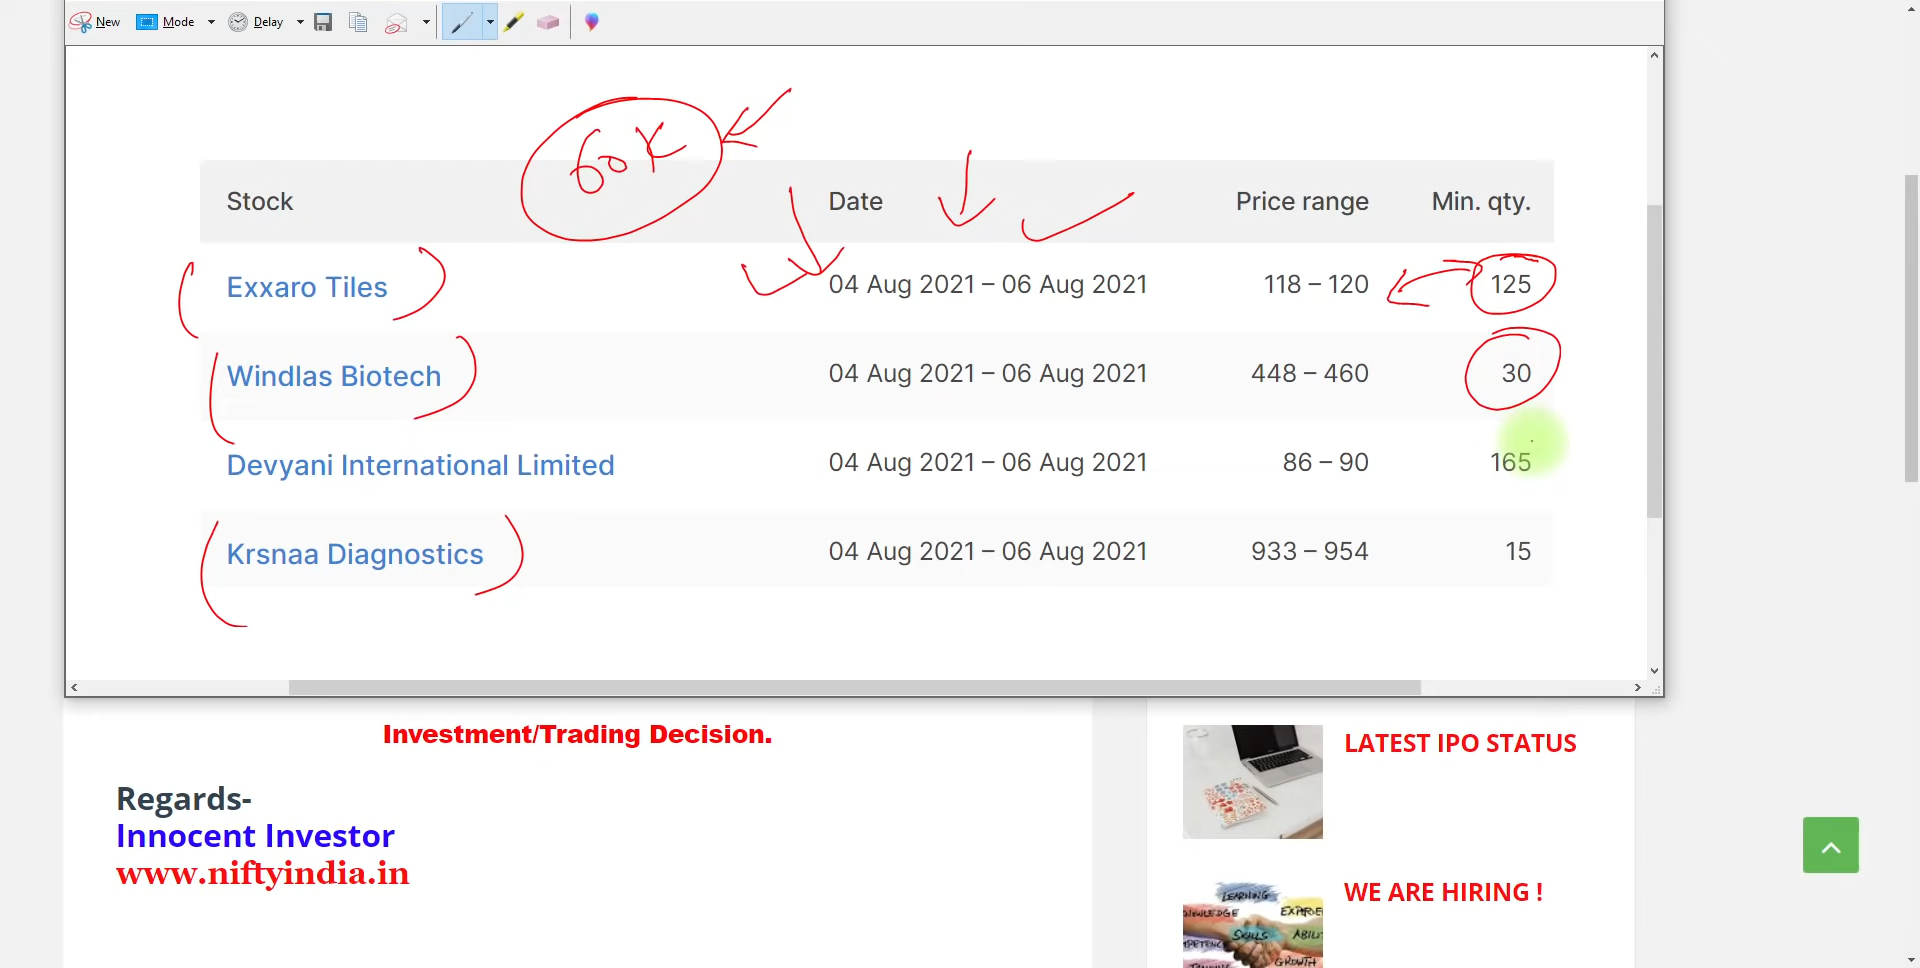 New Mode Delay
60K
Stock Date Price range Min. qty.
Exxaro Tiles 04 Aug 2021 – 06 Aug 2021 118 – 120 125
Windlas Biotech 04 Aug 2021 – 06 Aug 2021 448 – 460 30
Devyani International Limited 04 Aug 2021 – 06 Aug 2021 86 – 90 165
Krsnaa Diagnostics 04 Aug 2021 – 06 Aug 2021 933 – 954 15
Investment/Trading Decision.
Regards-
Innocent Investor
www.niftyindia.in
LATEST IPO STATUS
WE ARE HIRING !
LEARNING
SKILLS
GROWTH